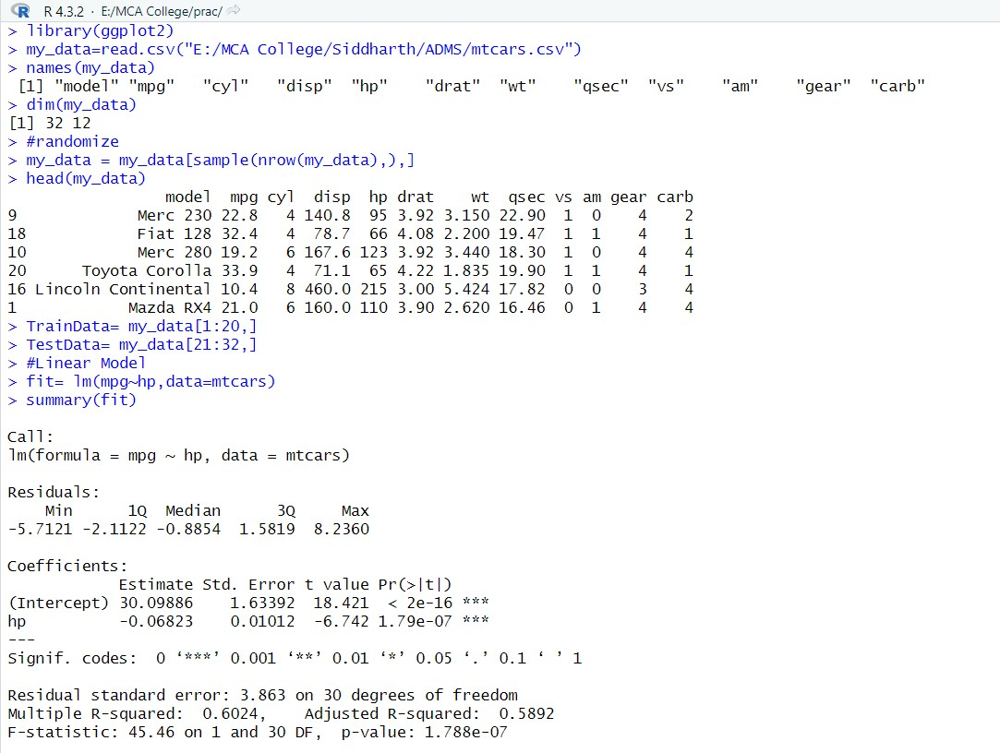 R R 4.3.2 · E:/MCA College/prac/
> library(ggplot2)
> my_data=read.csv("E:/MCA College/Siddharth/ADMS/mtcars.csv")
> names(my_data)
 [1] "model" "mpg"   "cyl"   "disp"  "hp"    "drat"  "wt"    "qsec"  "vs"    "am"    "gear"  "carb"
> dim(my_data)
[1] 32 12
> #randomize
> my_data = my_data[sample(nrow(my_data),),]
> head(my_data)
                 model  mpg cyl  disp  hp drat    wt  qsec vs am gear carb
9             Merc 230 22.8   4 140.8  95 3.92 3.150 22.90  1  0    4    2
18            Fiat 128 32.4   4  78.7  66 4.08 2.200 19.47  1  1    4    1
10            Merc 280 19.2   6 167.6 123 3.92 3.440 18.30  1  0    4    4
20      Toyota Corolla 33.9   4  71.1  65 4.22 1.835 19.90  1  1    4    1
16 Lincoln Continental 10.4   8 460.0 215 3.00 5.424 17.82  0  0    3    4
1            Mazda RX4 21.0   6 160.0 110 3.90 2.620 16.46  0  1    4    4
> TrainData= my_data[1:20,]
> TestData= my_data[21:32,]
> #Linear Model
> fit= lm(mpg~hp,data=mtcars)
> summary(fit)
Call:
lm(formula = mpg ~ hp, data = mtcars)
Residuals:
    Min      1Q  Median      3Q     Max
-5.7121 -2.1122 -0.8854  1.5819  8.2360
Coefficients:
            Estimate Std. Error t value Pr(>|t|)
(Intercept) 30.09886    1.63392  18.421  < 2e-16 ***
hp          -0.06823    0.01012  -6.742 1.79e-07 ***
---
Signif. codes:  0 ‘***’ 0.001 ‘**’ 0.01 ‘*’ 0.05 ‘.’ 0.1 ‘ ’ 1
Residual standard error: 3.863 on 30 degrees of freedom
Multiple R-squared:  0.6024,    Adjusted R-squared:  0.5892
F-statistic: 45.46 on 1 and 30 DF,  p-value: 1.788e-07